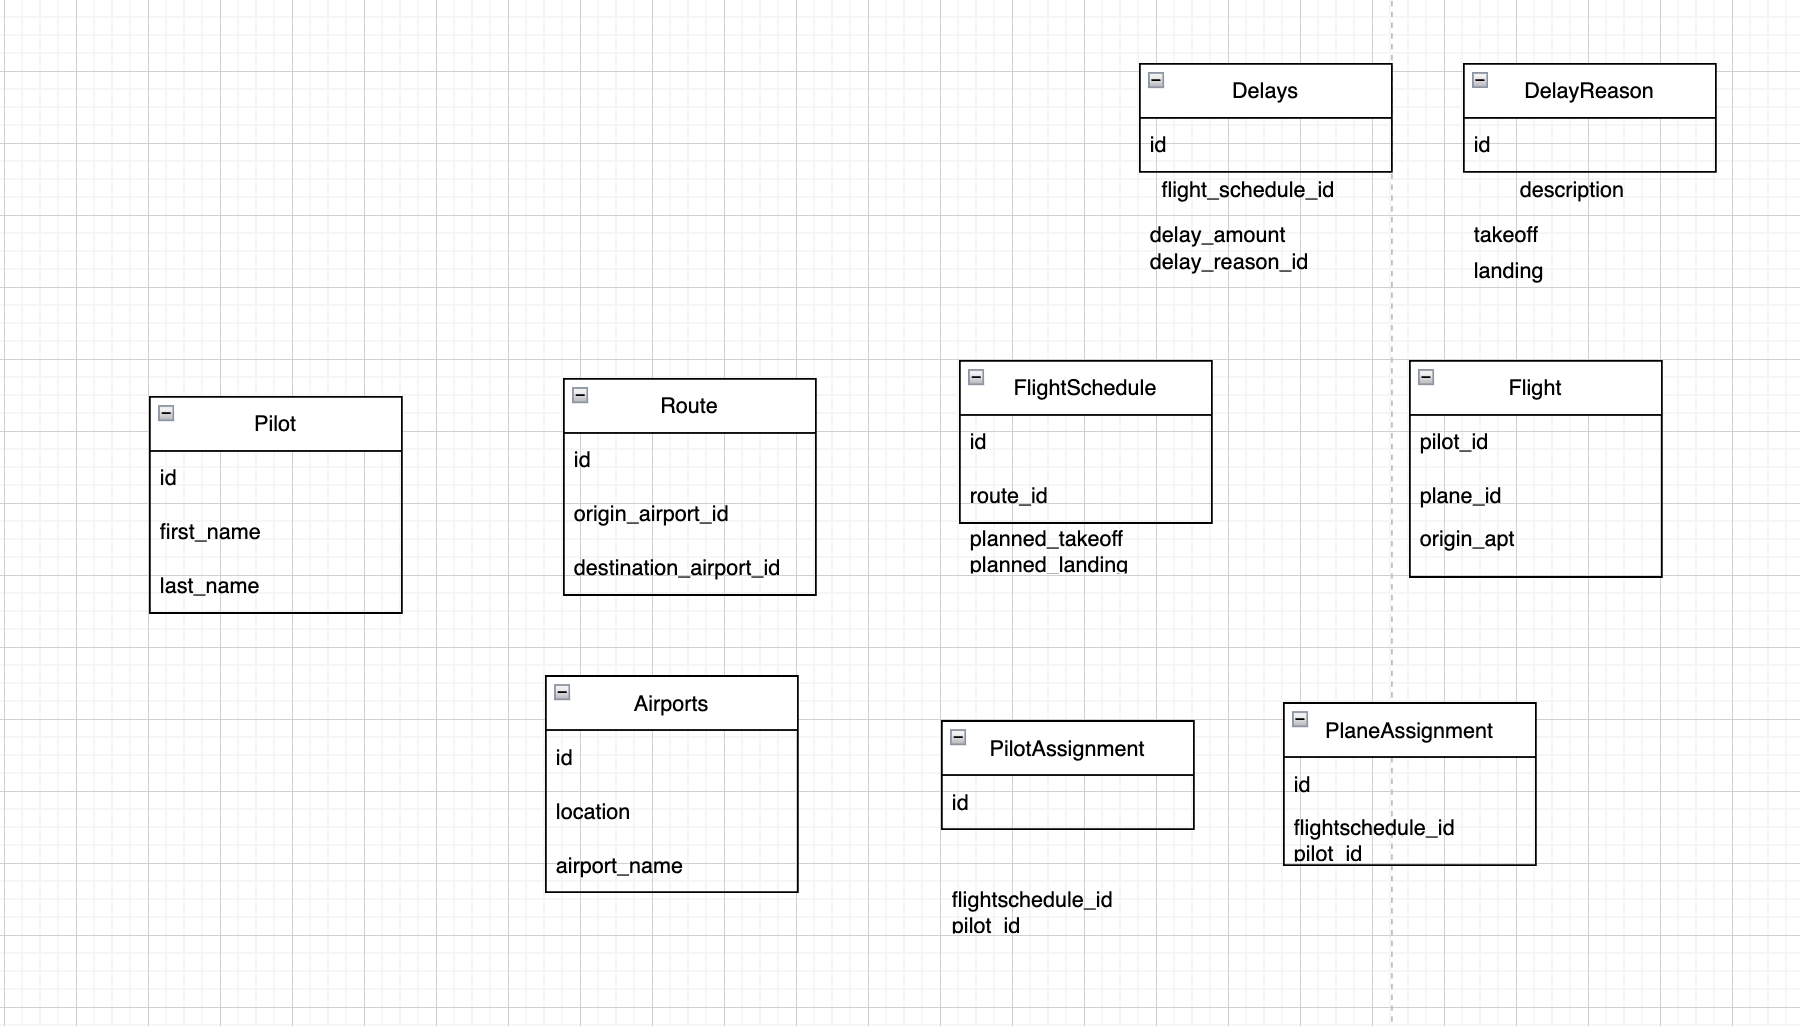 Delays
id
flight_schedule_id
delay_amount
delay_reason_id
DelayReason
id
description
takeoff
landing
Pilot
id
first_name
last_name
Route
id
origin_airport_id
destination_airport_id
FlightSchedule
id
route_id
planned_takeoff
planned_landing
Flight
pilot_id
plane_id
origin_apt
Airports
id
location
airport_name
PilotAssignment
id
flightschedule_id
pilot_id
PlaneAssignment
id
flightschedule_id
pilot_id